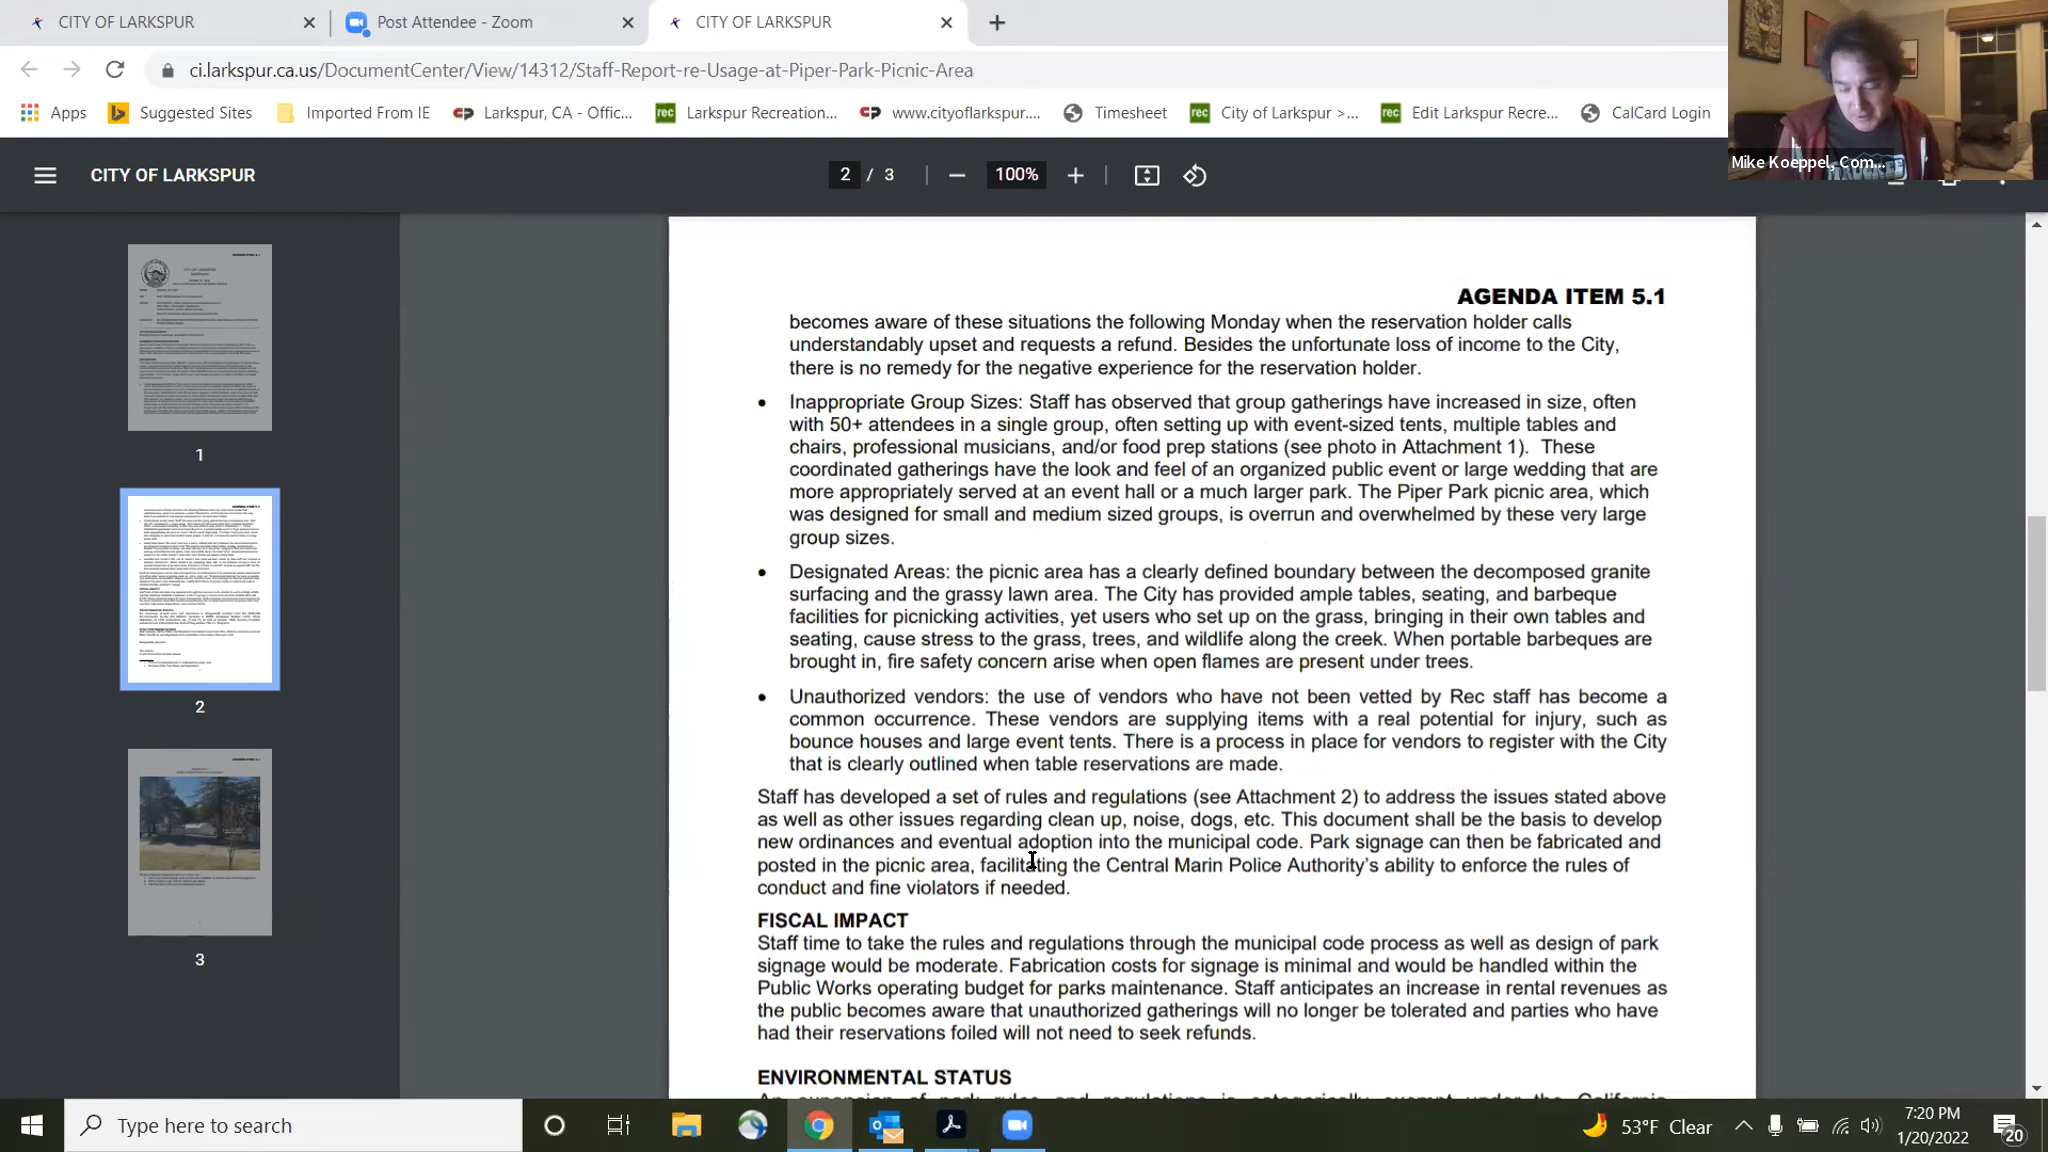 CITY OF LARKSPUR
Post Attendee - Zoom
CITY OF LARKSPUR
ci.larkspur.ca.us/DocumentCenter/View/14312/Staff-Report-re-Usage-at-Piper-Park-Picnic-Area
Apps
Suggested Sites
Imported From IE
Larkspur, CA - Offic...
Larkspur Recreation...
www.cityoflarkspur....
Timesheet
City of Larkspur >...
Edit Larkspur Recre...
CalCard Login
Mike Koeppel, Com...
CITY OF LARKSPUR
2 / 3
100%
1
2
3
AGENDA ITEM 5.1
becomes aware of these situations the following Monday when the reservation holder calls
understandably upset and requests a refund. Besides the unfortunate loss of income to the City,
there is no remedy for the negative experience for the reservation holder.
• Inappropriate Group Sizes: Staff has observed that group gatherings have increased in size, often
with 50+ attendees in a single group, often setting up with event-sized tents, multiple tables and
chairs, professional musicians, and/or food prep stations (see photo in Attachment 1). These
coordinated gatherings have the look and feel of an organized public event or large wedding that are
more appropriately served at an event hall or a much larger park. The Piper Park picnic area, which
was designed for small and medium sized groups, is overrun and overwhelmed by these very large
group sizes.
• Designated Areas: the picnic area has a clearly defined boundary between the decomposed granite
surfacing and the grassy lawn area. The City has provided ample tables, seating, and barbeque
facilities for picnicking activities, yet users who set up on the grass, bringing in their own tables and
seating, cause stress to the grass, trees, and wildlife along the creek. When portable barbeques are
brought in, fire safety concern arise when open flames are present under trees.
• Unauthorized vendors: the use of vendors who have not been vetted by Rec staff has become a
common occurrence. These vendors are supplying items with a real potential for injury, such as
bounce houses and large event tents. There is a process in place for vendors to register with the City
that is clearly outlined when table reservations are made.
Staff has developed a set of rules and regulations (see Attachment 2) to address the issues stated above
as well as other issues regarding clean up, noise, dogs, etc. This document shall be the basis to develop
new ordinances and eventual adoption into the municipal code. Park signage can then be fabricated and
posted in the picnic area, facilitating the Central Marin Police Authority's ability to enforce the rules of
conduct and fine violators if needed.
FISCAL IMPACT
Staff time to take the rules and regulations through the municipal code process as well as design of park
signage would be moderate. Fabrication costs for signage is minimal and would be handled within the
Public Works operating budget for parks maintenance. Staff anticipates an increase in rental revenues as
the public becomes aware that unauthorized gatherings will no longer be tolerated and parties who have
had their reservations foiled will not need to seek refunds.
ENVIRONMENTAL STATUS
An expansion of park rules and regulations is categorically exempt under the California
Type here to search
53°F Clear
7:20 PM
1/20/2022
20